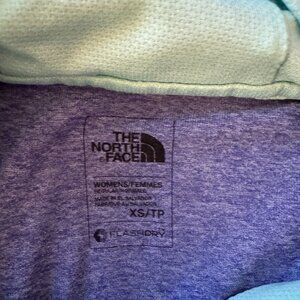 THE
NORTH
FACE
WOMENS/FEMMES
MADE IN EL SALVADOR
XS/TP
FLASHDRY